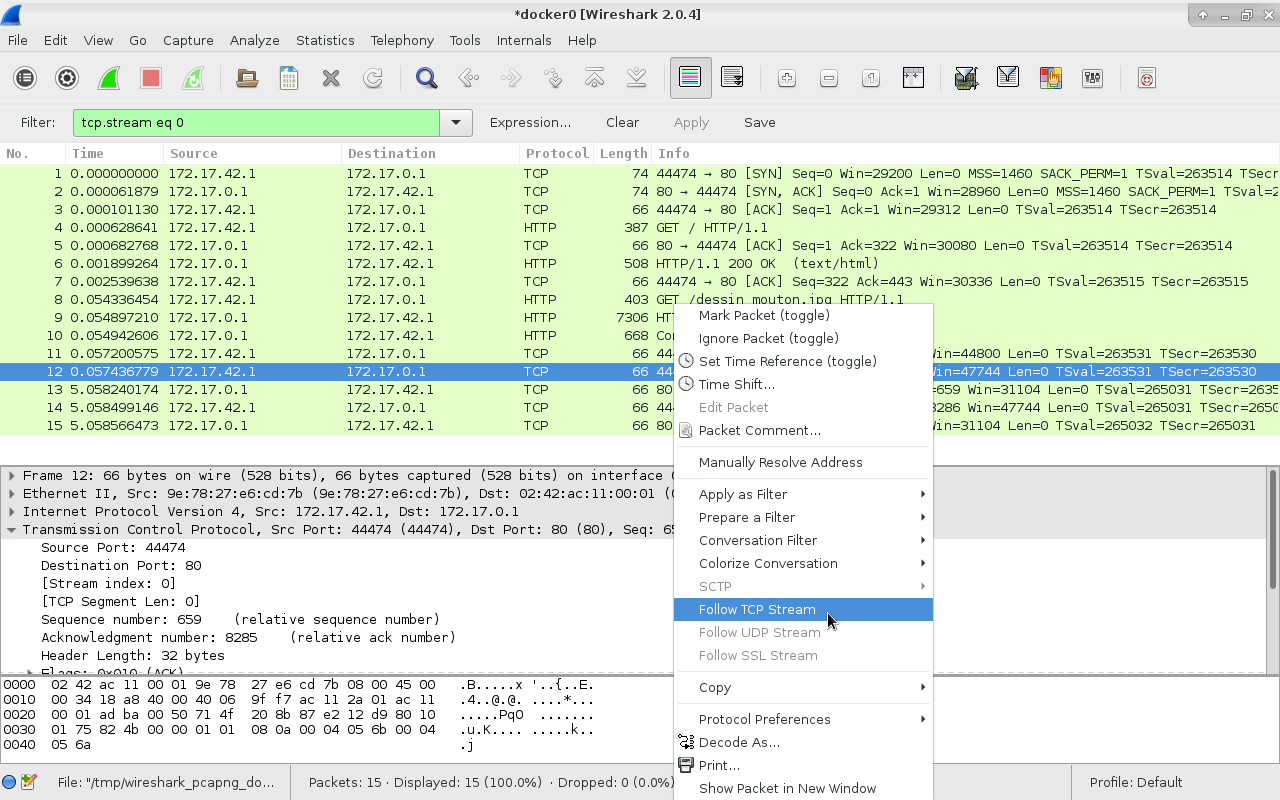 *docker0 [Wireshark 2.0.4]
File Edit View Go Capture Analyze Statistics Telephony Tools Internals Help
Filter: tcp.stream eq 0 Expression... Clear Apply Save
No. Time Source Destination Protocol Length Info
1 0.000000000 172.17.42.1 172.17.0.1 TCP 74 44474 → 80 [SYN] Seq=0 Win=29200 Len=0 MSS=1460 SACK_PERM=1 TSval=263514 TSecr
2 0.000061879 172.17.0.1 172.17.42.1 TCP 74 80 → 44474 [SYN, ACK] Seq=0 Ack=1 Win=28960 Len=0 MSS=1460 SACK_PERM=1 TSval=2
3 0.000101130 172.17.42.1 172.17.0.1 TCP 66 44474 → 80 [ACK] Seq=1 Ack=1 Win=29312 Len=0 TSval=263514 TSecr=263514
4 0.000628641 172.17.42.1 172.17.0.1 HTTP 387 GET / HTTP/1.1
5 0.000682768 172.17.0.1 172.17.42.1 TCP 66 80 → 44474 [ACK] Seq=1 Ack=322 Win=30080 Len=0 TSval=263514 TSecr=263514
6 0.001899264 172.17.0.1 172.17.42.1 HTTP 508 HTTP/1.1 200 OK (text/html)
7 0.002539638 172.17.42.1 172.17.0.1 TCP 66 44474 → 80 [ACK] Seq=322 Ack=443 Win=30336 Len=0 TSval=263515 TSecr=263515
8 0.054336454 172.17.42.1 172.17.0.1 HTTP 403 GET /dessin_mouton.jpg HTTP/1.1
9 0.054897210 172.17.0.1 172.17.42.1 HTTP 7306 HT
10 0.054942606 172.17.0.1 172.17.42.1 HTTP 668 Co
11 0.057200575 172.17.42.1 172.17.0.1 TCP 66 44 Win=44800 Len=0 TSval=263531 TSecr=263530
12 0.057436779 172.17.42.1 172.17.0.1 TCP 66 44 Win=47744 Len=0 TSval=263531 TSecr=263530
13 5.058240174 172.17.0.1 172.17.42.1 TCP 66 80 =659 Win=31104 Len=0 TSval=265031 TSec
14 5.058499146 172.17.42.1 172.17.0.1 TCP 66 44 8286 Win=47744 Len=0 TSval=265031 TSec
15 5.058566473 172.17.0.1 172.17.42.1 TCP 66 80 Win=31104 Len=0 TSval=265032 TSecr=265031
Mark Packet (toggle)
Ignore Packet (toggle)
Set Time Reference (toggle)
Time Shift...
Edit Packet
Packet Comment...
Manually Resolve Address
Apply as Filter
Prepare a Filter
Conversation Filter
Colorize Conversation
SCTP
Follow TCP Stream
Follow UDP Stream
Follow SSL Stream
Copy
Protocol Preferences
Decode As...
Print...
Show Packet in New Window
Frame 12: 66 bytes on wire (528 bits), 66 bytes captured (528 bits) on interface
Ethernet II, Src: 9e:78:27:e6:cd:7b (9e:78:27:e6:cd:7b), Dst: 02:42:ac:11:00:01 (
Internet Protocol Version 4, Src: 172.17.42.1, Dst: 172.17.0.1
Transmission Control Protocol, Src Port: 44474 (44474), Dst Port: 80 (80), Seq: 65
Source Port: 44474
Destination Port: 80
[Stream index: 0]
[TCP Segment Len: 0]
Sequence number: 659 (relative sequence number)
Acknowledgment number: 8285 (relative ack number)
Header Length: 32 bytes
Flags: 0x010 (ACK)
0000 02 42 ac 11 00 01 9e 78 27 e6 cd 7b 08 00 45 00 .B.....x '..{..E.
0010 00 34 18 a8 40 00 40 06 9f f7 ac 11 2a 01 ac 11 .4..@.@. ....*...
0020 00 01 ad ba 00 50 71 4f 20 8b 87 e2 12 d9 80 10 .....PqO .......
0030 01 75 82 4b 00 00 01 01 08 0a 00 04 05 6b 00 04 .u.K.... .....k..
0040 05 6a .j
File: "/tmp/wireshark_pcapng_do... Packets: 15 · Displayed: 15 (100.0%) · Dropped: 0 (0.0%) Profile: Default